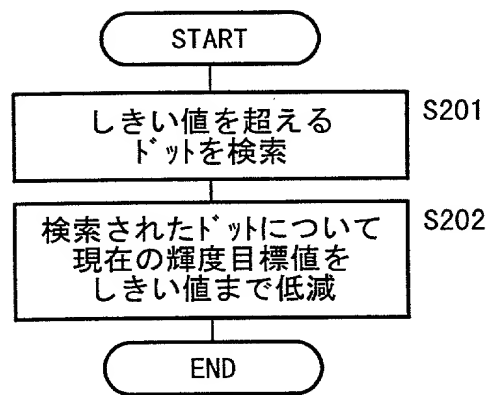 START
しきい値を超える
ﾄﾞｯﾄを検索
S201
検索されたﾄﾞｯﾄについて
現在の輝度目標値を
しきい値まで低減
S202
END